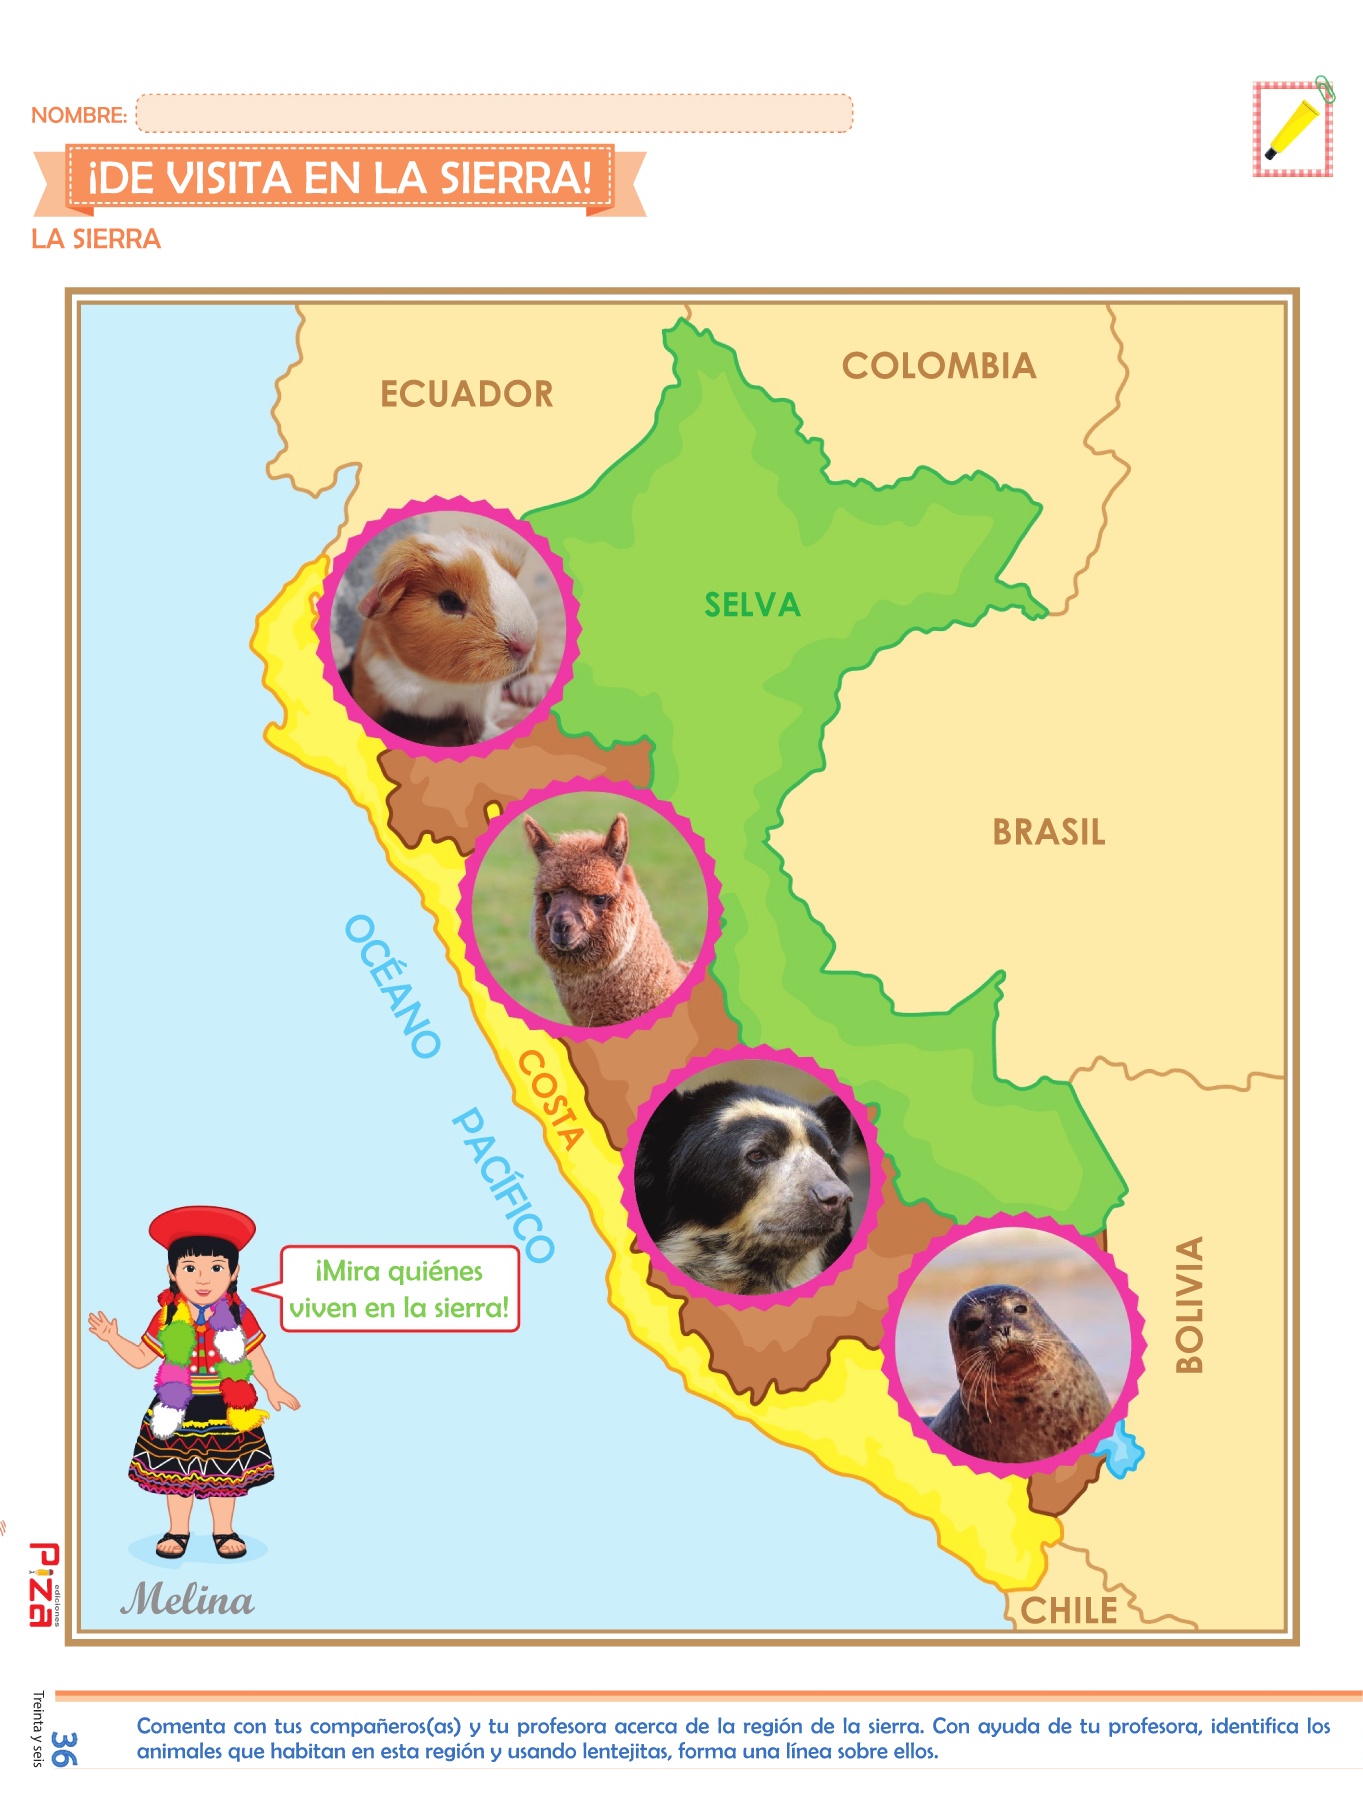 NOMBRE:
¡DE VISITA EN LA SIERRA!
LA SIERRA
ECUADOR
COLOMBIA
SELVA
BRASIL
OCÉANO
PACÍFICO
COSTA
¡Mira quiénes
viven en la sierra!
BOLIVIA
Melina
CHILE
Piza
ediciones
Treinta y seis
36
Comenta con tus compañeros(as) y tu profesora acerca de la región de la sierra. Con ayuda de tu profesora, identifica los
animales que habitan en esta región y usando lentejitas, forma una línea sobre ellos.